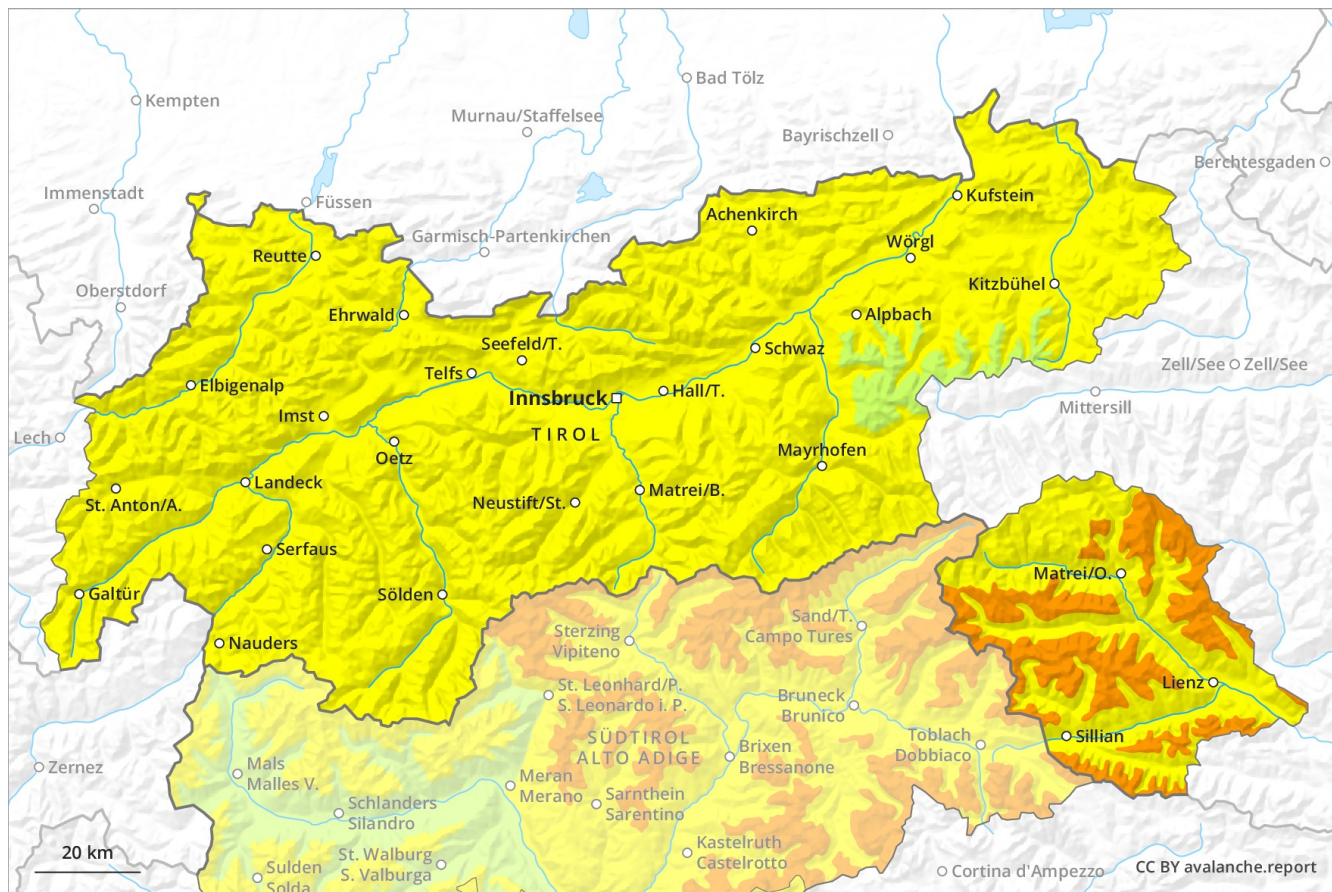 Kempten
Bad Tölz
Murnau/Staffelsee
Bayrischzell
Berchtesgaden
Immenstadt
Füssen
Kufstein
Achenkirch
Garmisch-Partenkirchen
Wörgl
Reutte
Oberstdorf
Kitzbühel
Ehrwald
Alpbach
Seefeld/T.
Schwaz
Telfs
Zell/See
Zell/See
Elbigenalp
Hall/T.
Innsbruck
Mittersill
Imst
Lech
TIROL
Oetz
Mayrhofen
Landeck
Matrei/B.
St. Anton/A.
Neustift/St.
Serfaus
Matrei/O.
Galtür
Sölden
Sand/T.
Campo Tures
Sterzing
Vipiteno
Nauders
Lienz
St. Leonhard/P.
S. Leonardo i. P.
Bruneck
Brunico
SÜDTIROL
ALTO ADIGE
Toblach
Dobbiaco
Sillian
Brixen
Bressanone
Zernez
Mals
Malles V.
Meran
Merano
Sarnthein
Sarentino
Schlanders
Silandro
Kastelruth
Castelrotto
20 km
St. Walburg
S. Valburga
Sulden
Solda
Cortina d'Ampezzo
CC BY avalanche.report